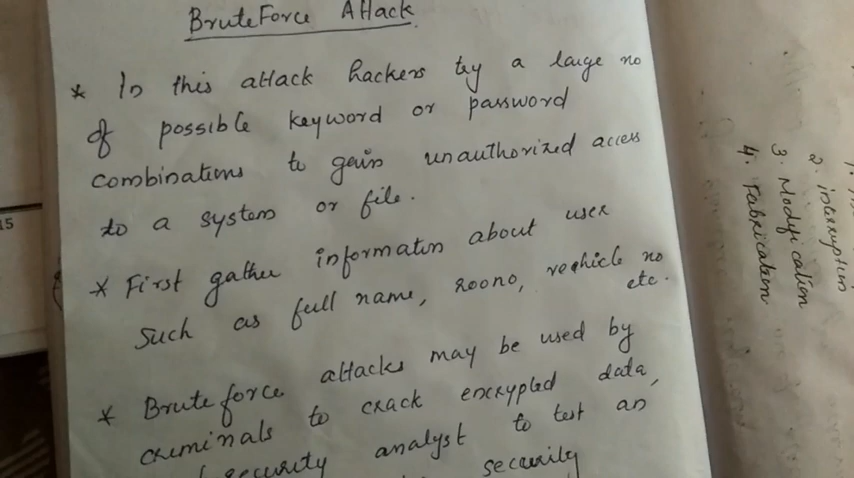 BruteForce Attack
* In this attack hackers try a large no
of possible keyword or password
combinations to gain unauthorized access
to a system or file.
* First gather information about user
Such as full name, roono, vechicle no
etc.
* Bruteforce attacks may be used by
criminals to crack encrypted data,
security analyst to test an
security
15
2. interruption
3. Modification
4. Fabrication